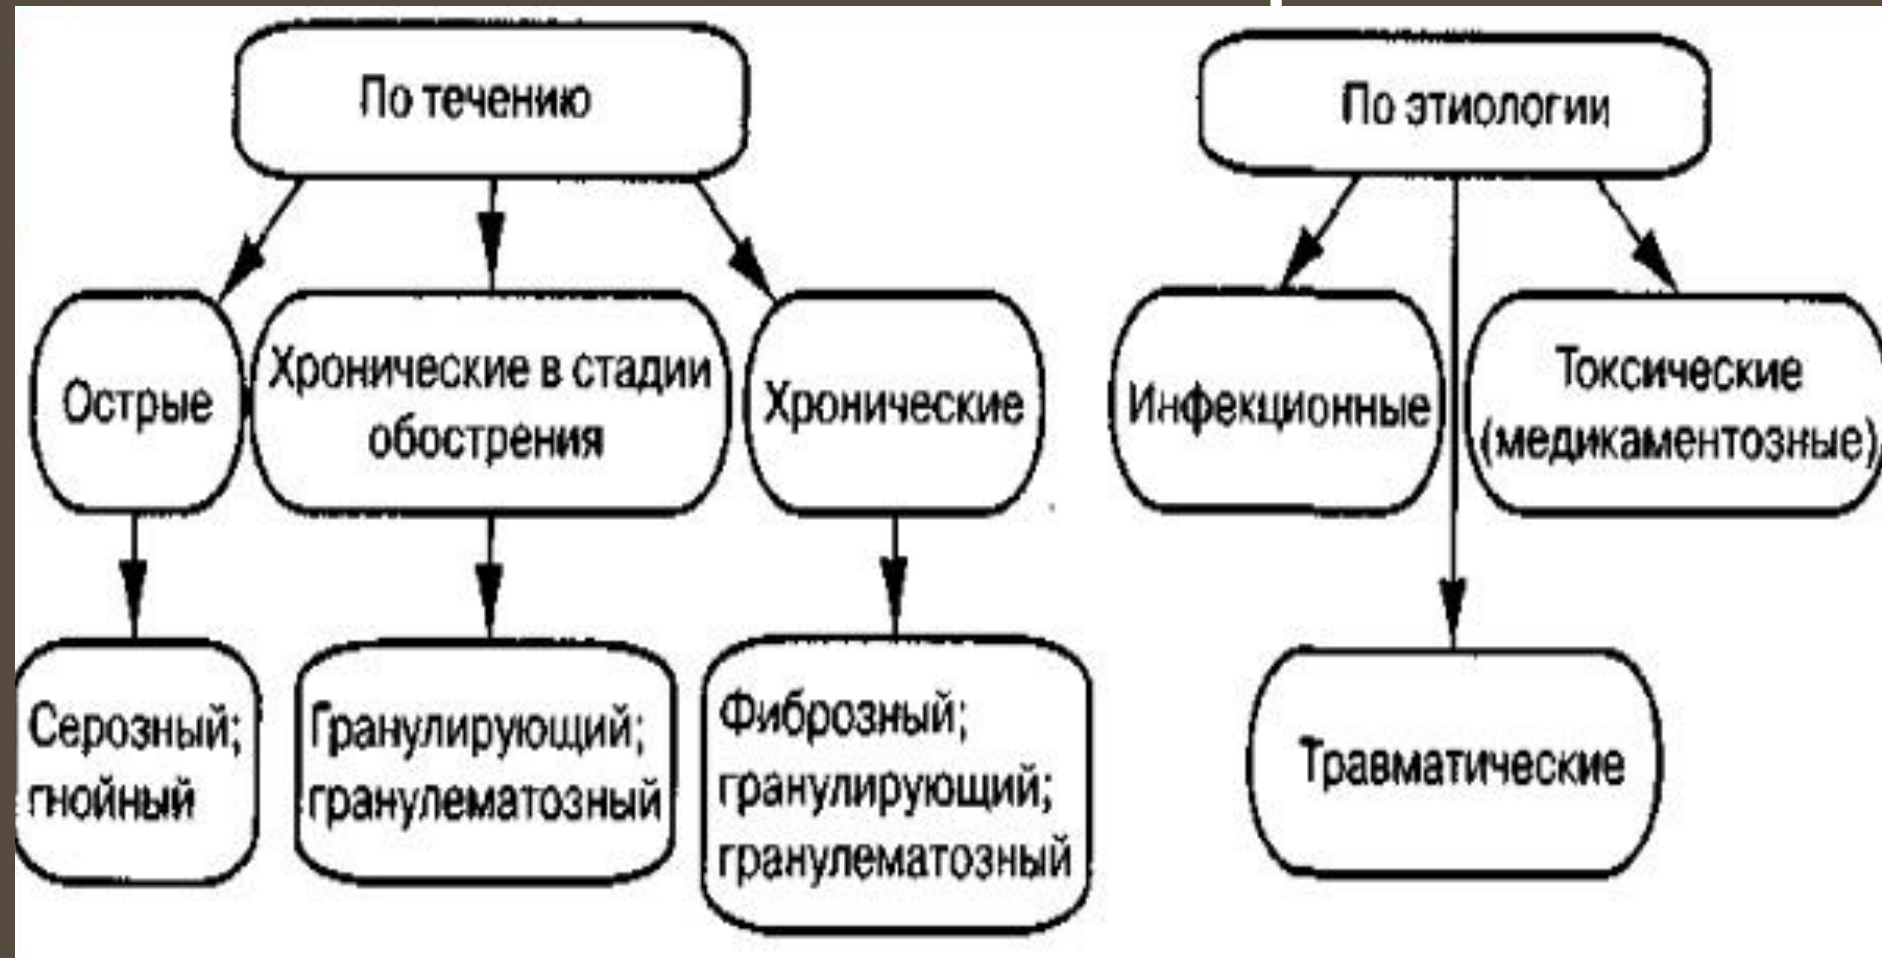 По течению
По этиологии
Острые
Хронические в стадии
обострения
Хронические
Инфекционные
Токсические
(медикаментозные)
Серозный;
гнойный
Гранулирующий;
гранулематозный
Фиброзный;
гранулирующий;
гранулематозный
Травматические